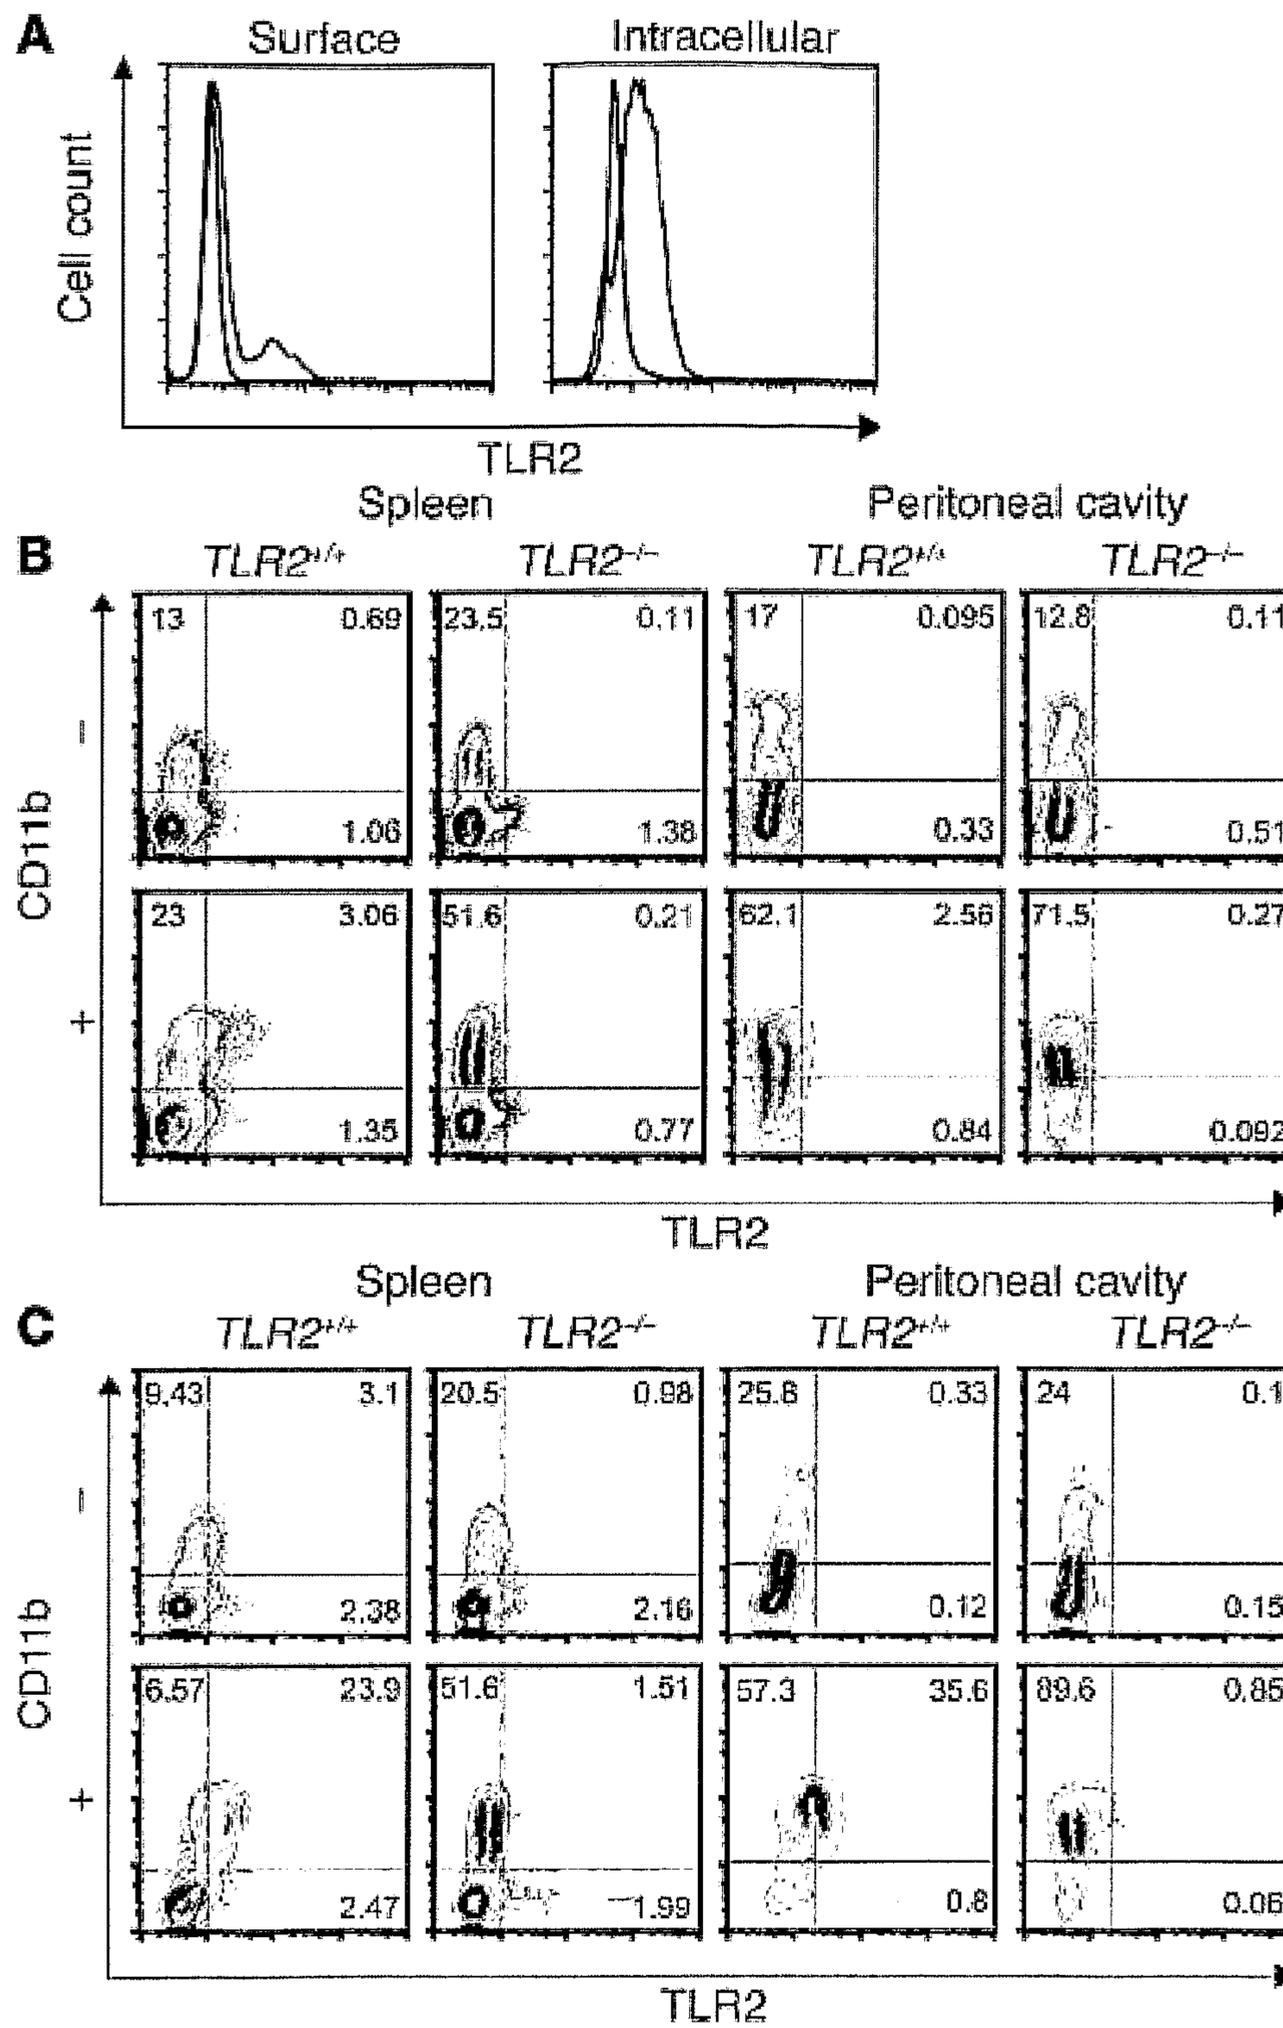 A
Surface Intracellular
Cell count
TLR2
Spleen Peritoneal cavity
B
TLR2+/+ TLR2−/− TLR2+/+ TLR2−/−
13 0.69 23.5 0.11 17 0.095 12.8 0.11
−
1.06 1.38 0.33 0.51
CD11b
23 3.06 51.6 0.21 62.1 2.56 71.5 0.27
+
1.35 0.77 0.84 0.092
TLR2
Spleen Peritoneal cavity
C
TLR2+/+ TLR2−/− TLR2+/+ TLR2−/−
9.43 3.1 20.5 0.98 25.8 0.33 24 0.1
−
2.38 2.16 0.12 0.15
CD11b
6.57 23.9 51.6 1.51 57.3 35.6 89.6 0.85
+
2.47 1.99 0.8 0.06
TLR2